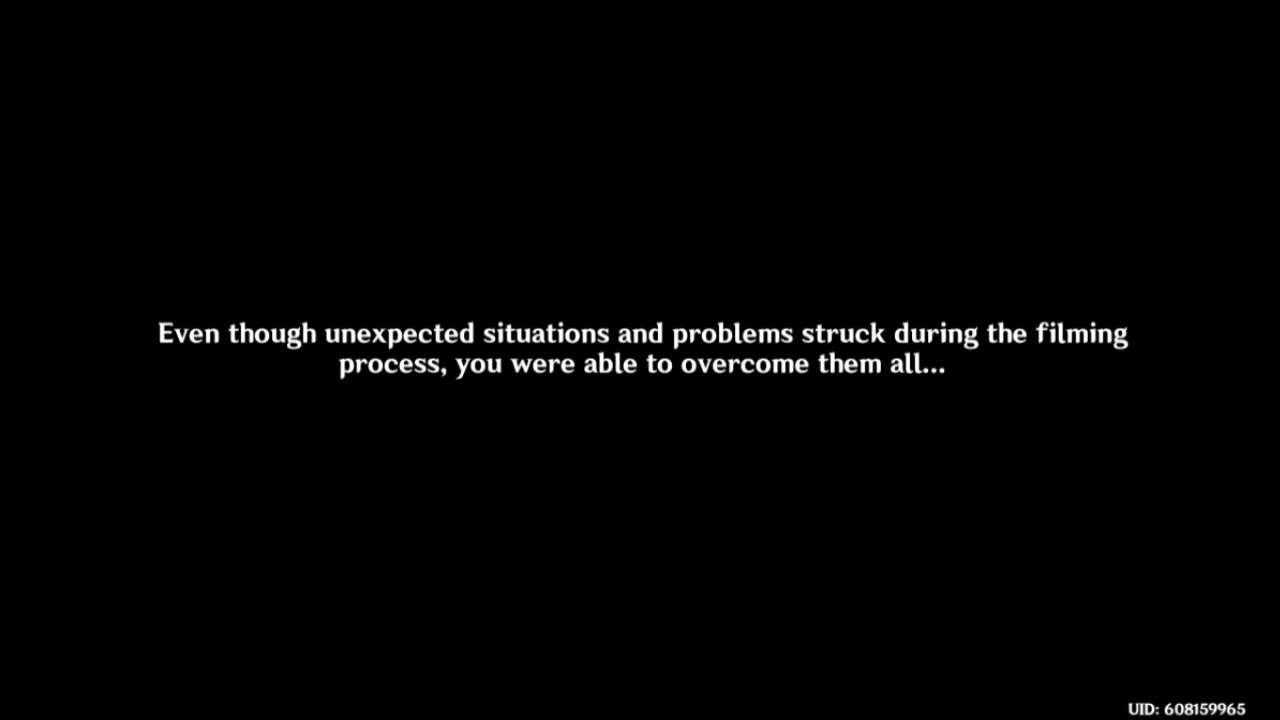 Even though unexpected situations and problems struck during the filming
process, you were able to overcome them all...
UID: 608159965